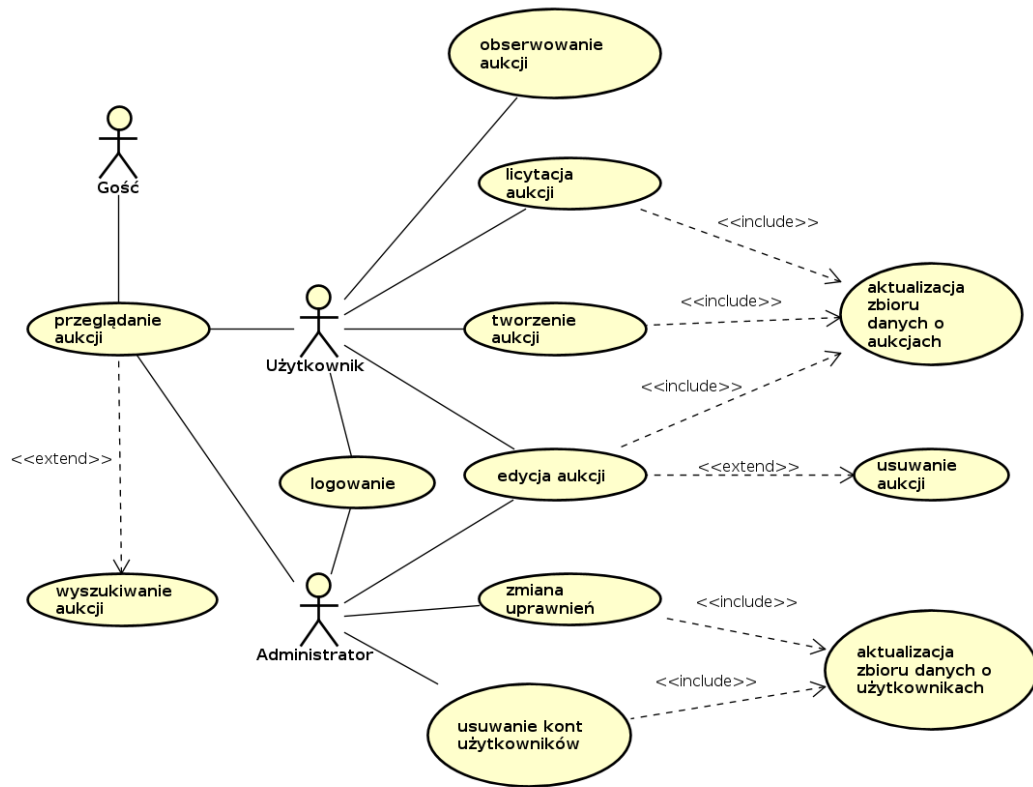 obserwowanie
aukcji
Gość
licytacja
aukcji
<<include>>
przeglądanie
aukcji
Użytkownik
tworzenie
aukcji
<<include>>
aktualizacja
zbioru
danych o
aukcjach
<<include>>
<<extend>>
logowanie
edycja aukcji
<<extend>>
usuwanie
aukcji
wyszukiwanie
aukcji
Administrator
zmiana
uprawnień
<<include>>
aktualizacja
zbioru danych o
użytkownikach
<<include>>
usuwanie kont
użytkowników